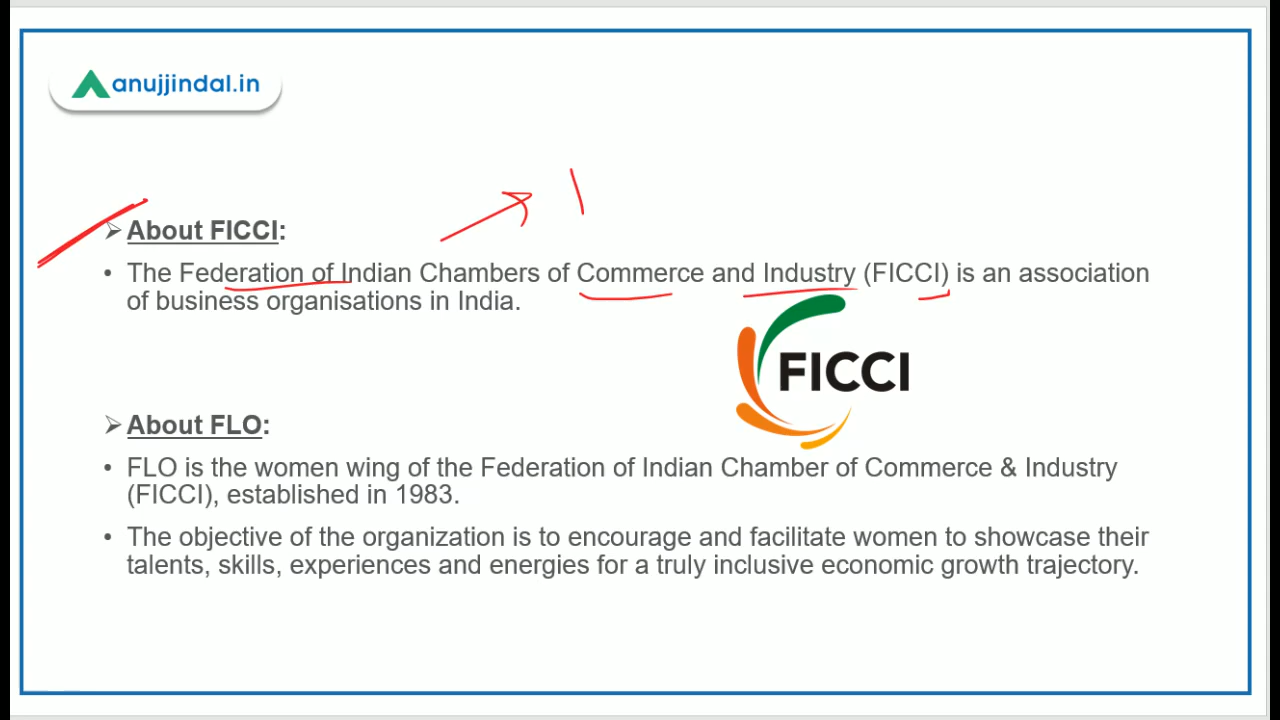 anujjindal.in
➢ About FICCI:
• The Federation of Indian Chambers of Commerce and Industry (FICCI) is an association
of business organisations in India.
FICCI
➢ About FLO:
• FLO is the women wing of the Federation of Indian Chamber of Commerce & Industry
(FICCI), established in 1983.
• The objective of the organization is to encourage and facilitate women to showcase their
talents, skills, experiences and energies for a truly inclusive economic growth trajectory.